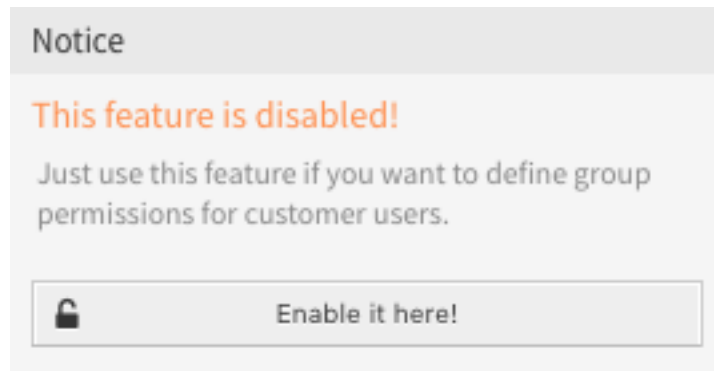 Notice
This feature is disabled!
Just use this feature if you want to define group
permissions for customer users.
Enable it here!